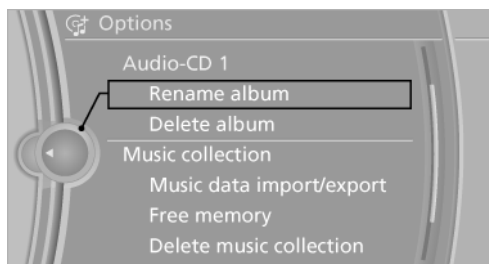 Options
Audio-CD 1
Rename album
Delete album
Music collection
Music data import/export
Free memory
Delete music collection